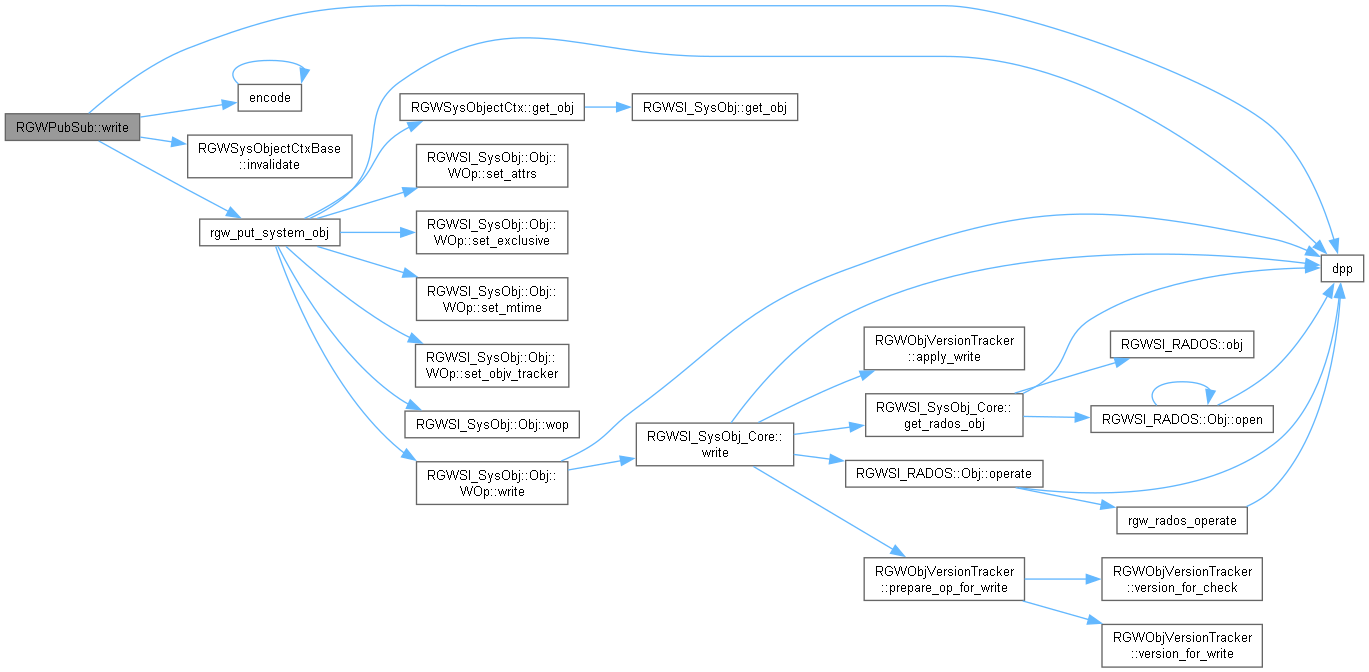 RGWPubSub::write
encode
RGWSysObjectCtxBase
::invalidate
rgw_put_system_obj
RGWSysObjectCtx::get_obj
RGWSI_SysObj::get_obj
RGWSI_SysObj::Obj::
WOp::set_attrs
RGWSI_SysObj::Obj::
WOp::set_exclusive
RGWSI_SysObj::Obj::
WOp::set_mtime
RGWSI_SysObj::Obj::
WOp::set_objv_tracker
RGWSI_SysObj::Obj::wop
RGWSI_SysObj::Obj::
WOp::write
RGWSI_SysObj_Core::
write
RGWObjVersionTracker
::apply_write
RGWSI_SysObj_Core::
get_rados_obj
RGWSI_RADOS::Obj::operate
RGWObjVersionTracker
::prepare_op_for_write
RGWSI_RADOS::obj
RGWSI_RADOS::Obj::open
rgw_rados_operate
RGWObjVersionTracker
::version_for_check
RGWObjVersionTracker
::version_for_write
dpp